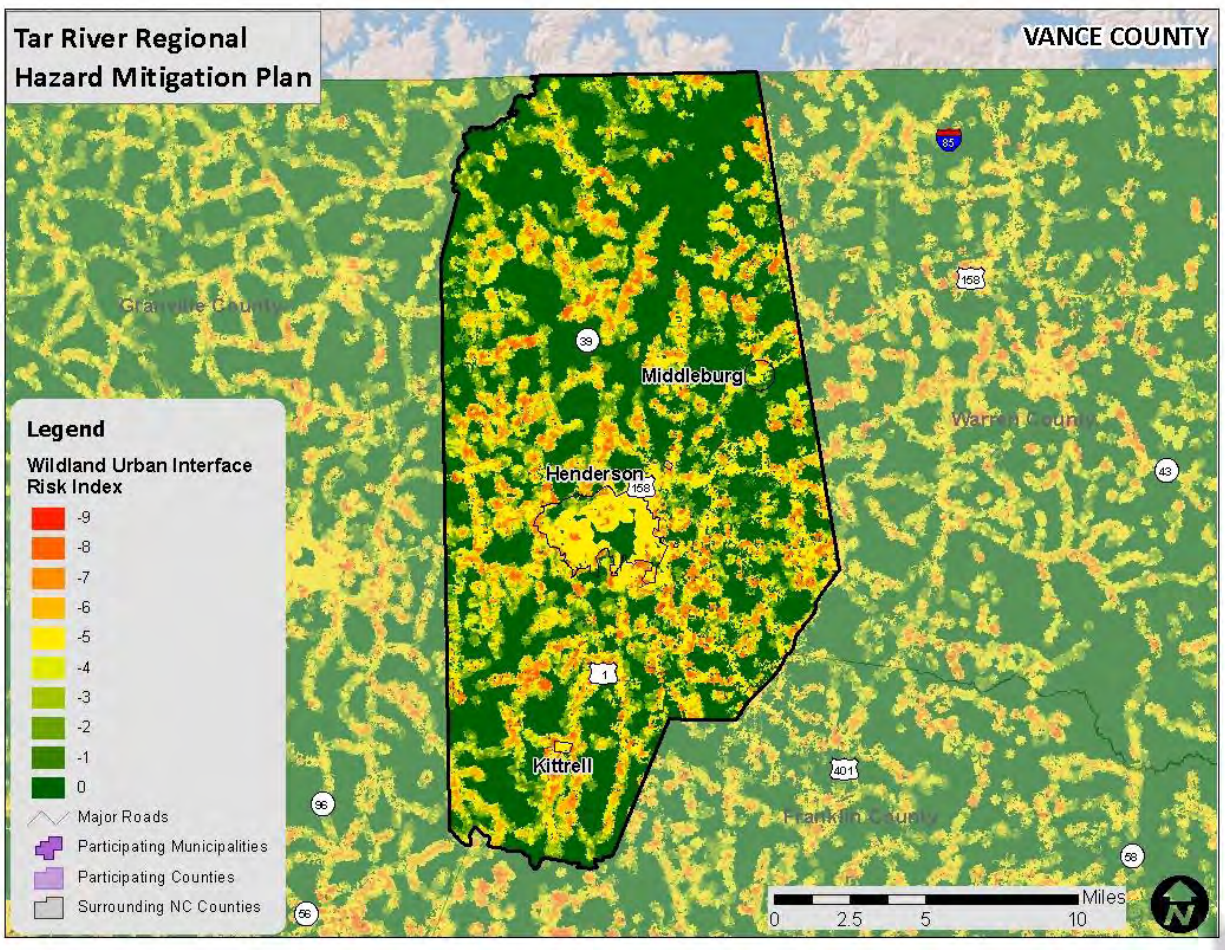 Tar River Regional
Hazard Mitigation Plan
VANCE COUNTY
85
158
Granville County
39
Middleburg
Warren County
43
Henderson
158
1
Kittrell
401
Franklin County
96
58
56
Legend
Wildland Urban Interface
Risk Index
-9
-8
-7
-6
-5
-4
-3
-2
-1
0
Major Roads
Participating Municipalities
Participating Counties
Surrounding NC Counties
Miles
0 2.5 5 10
N